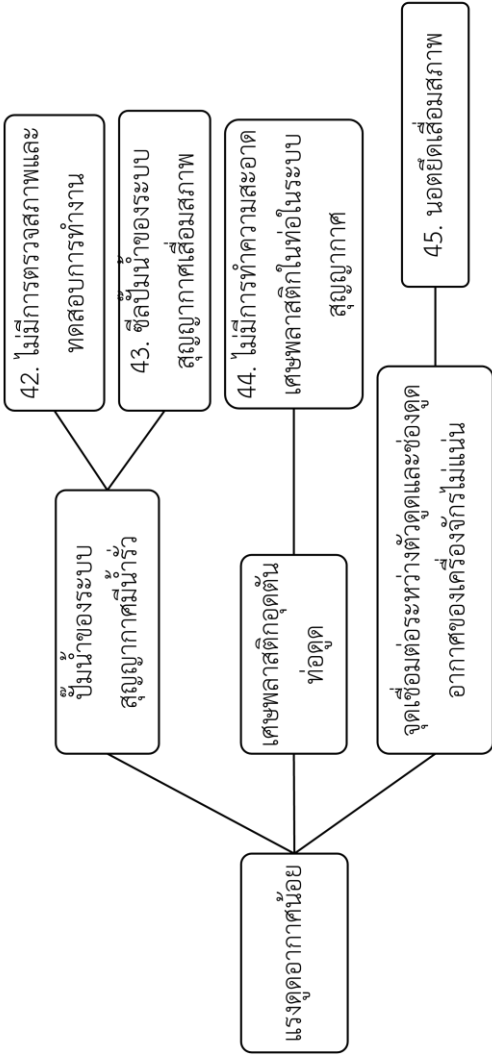 แรงดูดอากาศน้อย
ปั๊มน้ำของระบบ
สุญญากาศมีน้ำรั่ว
42. ไม่มีการตรวจสภาพและ
ทดสอบการทำงาน
43. ซีลปั๊มน้ำของระบบ
สุญญากาศเสื่อมสภาพ
เศษพลาสติกอุดตัน
ท่อดูด
44. ไม่มีการทำความสะอาด
เศษพลาสติกในท่อในระบบ
สุญญากาศ
จุดเชื่อมต่อระหว่างตัวดูดและช่องดูด
อากาศของเครื่องจักรไม่แน่น
45. นอตยึดเสื่อมสภาพ